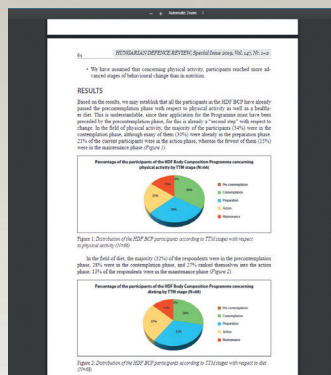 Automatic Zoom
64
HUNGARIAN DEFENCE REVIEW, Special Issue 2019, Vol. 147, Nr. 1–2
• We have assumed that concerning physical activity, participants reached more ad-
vanced stages of behavioural change than in nutrition.
RESULTS
Based on the results, we may establish that all the participants in the HDF BCP have already
passed the precontemplation phase with respect to physical activity as well as a healthi-
er diet. This is understandable, since their application for the Programme must have been
preceded by the precontemplation phase, for this is already a "second step" with respect to
change. In the field of physical activity, the majority of the participants (34%) were in the
contemplation phase, although many of them (30%) were already in the preparation phase.
21% of the current participants were in the action phase, whereas the fewest (15%)
were in the maintenance phase (Figure 1).
Percentage of the participants of the HDF Body Composition Programme concerning
physical activity by TTM stage (N=66)
Pre-contemplation
Contemplation
Preparation
Action
Maintenance
Figure 1: Distribution of the HDF BCP participants according to TTM stages with respect
to physical activity (N=66)
In the field of diet, the majority (32%) of the respondents were in the precontemplation
phase, 28% were in the contemplation phase, and 27% ranked themselves into the action
phase. 13% of the respondents were in the maintenance phase (Figure 2).
Percentage of the participants of the HDF Body Composition Programme concerning
dieting by TTM stage (N=68)
Pre-contemplation
Contemplation
Preparation
Action
Maintenance
Figure 2: Distribution of the HDF BCP participants according to TTM stages with respect to diet
(N=68)